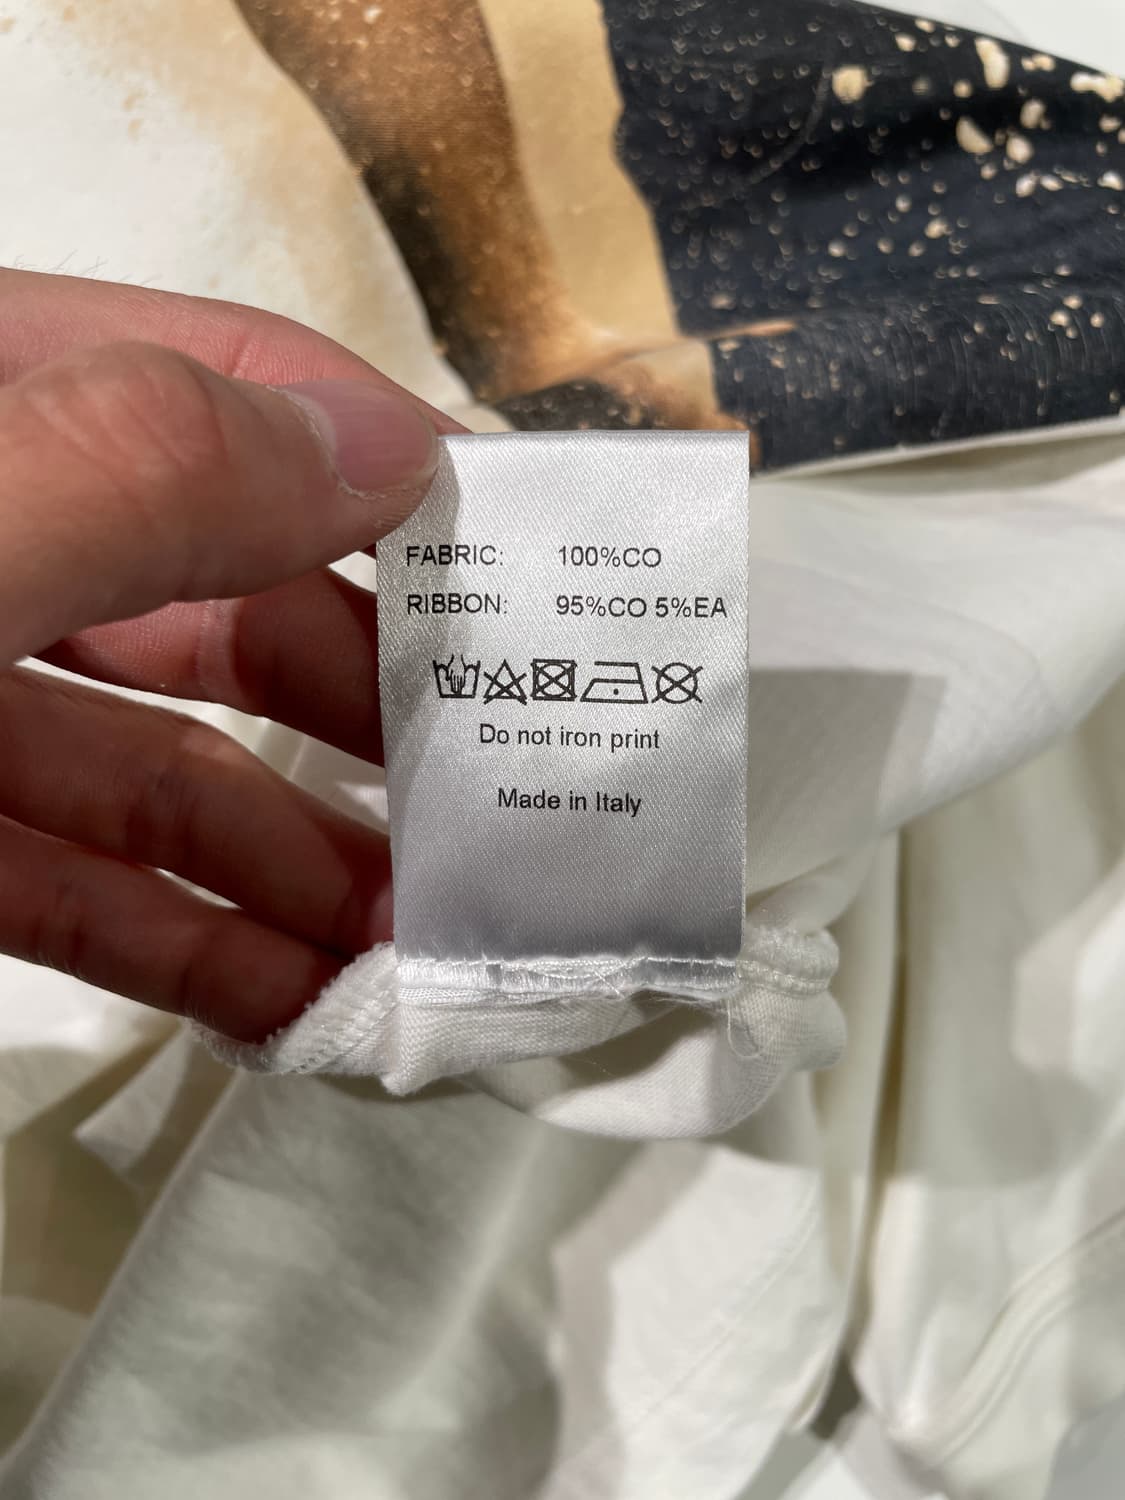 FABRIC: 100%CO
RIBBON: 95%CO 5%EA
Do not iron print
Made in Italy